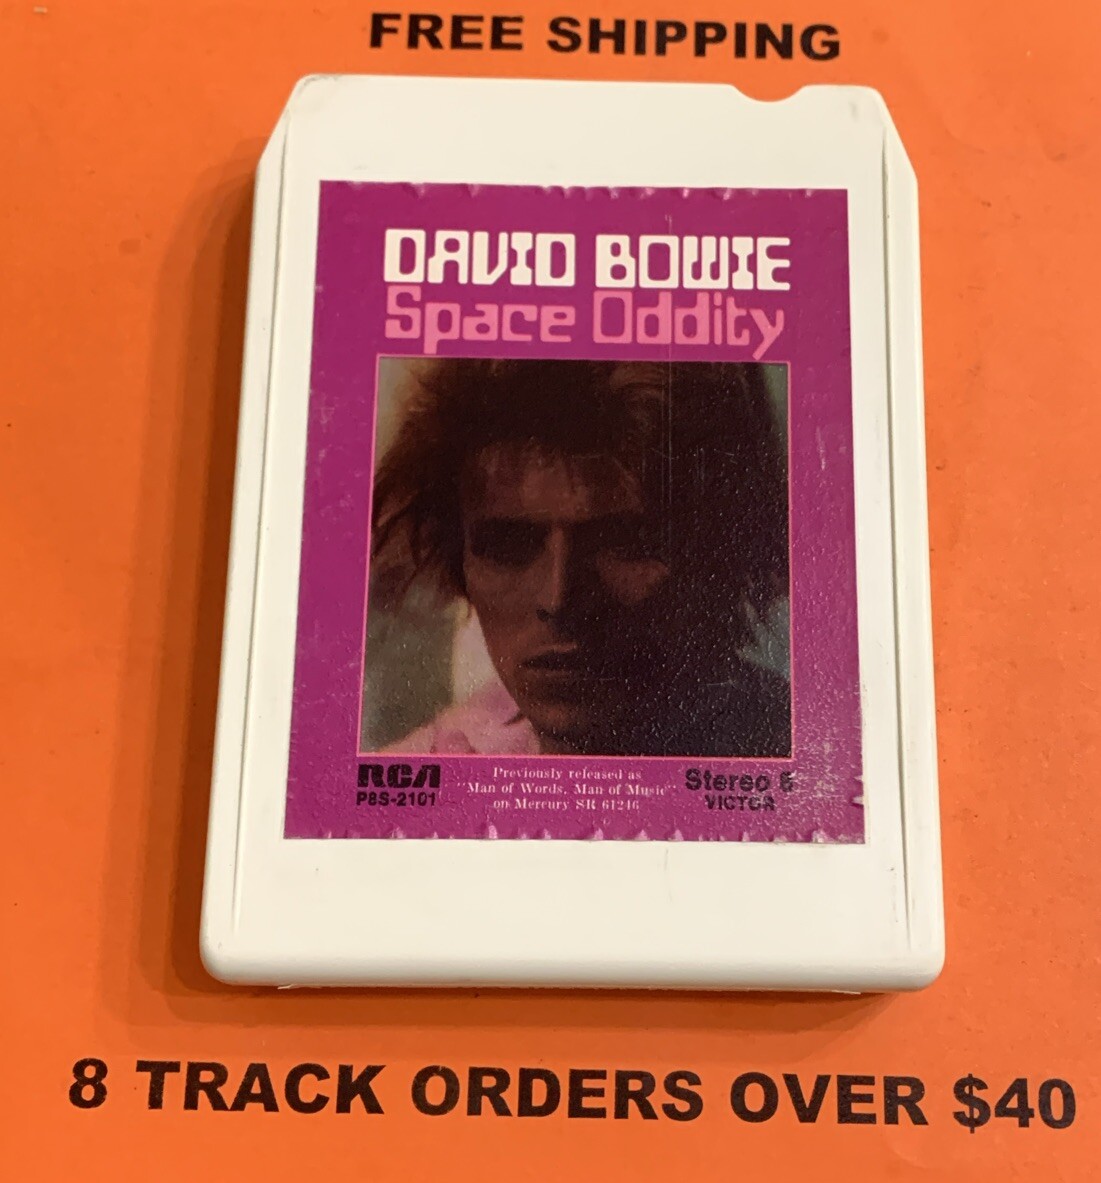 FREE SHIPPING
DAVID BOWIE
Space Oddity
RCA
P8S-2101
Previously released as
"Man of Words, Man of Music"
on Mercury SR 61246
Stereo 8
VICTOR
8 TRACK ORDERS OVER $40